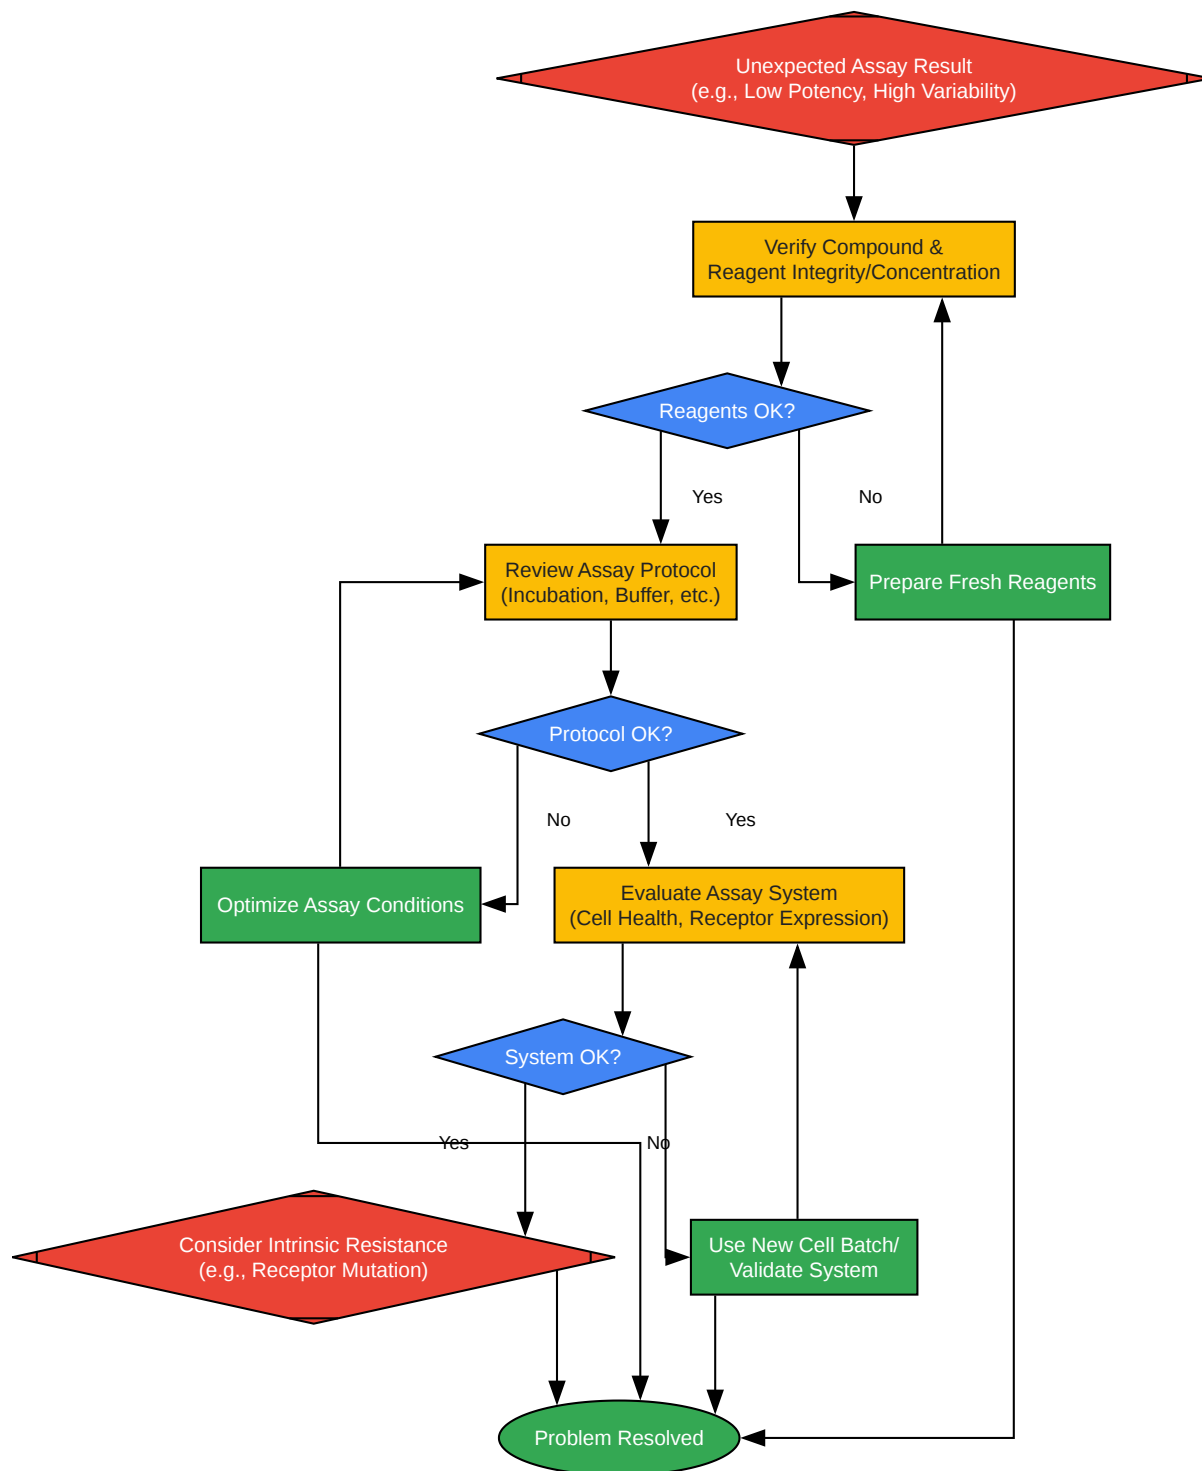 Unexpected Assay Result
(e.g., Low Potency, High Variability)
Verify Compound &
Reagent Integrity/Concentration
Reagents OK?
Yes
No
Review Assay Protocol
(Incubation, Buffer, etc.)
Prepare Fresh Reagents
Protocol OK?
No
Yes
Optimize Assay Conditions
Evaluate Assay System
(Cell Health, Receptor Expression)
System OK?
Yes
No
Consider Intrinsic Resistance
(e.g., Receptor Mutation)
Use New Cell Batch/
Validate System
Problem Resolved